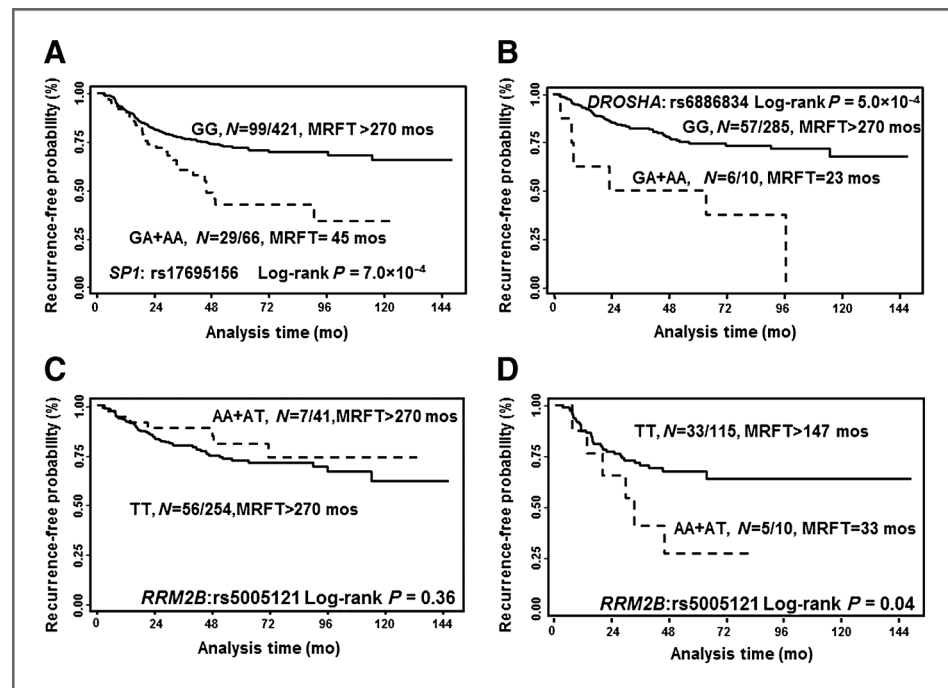 A
Recurrence-free probability (%)
1.00
0.75
0.50
0.25
0.00
GG, N=99/421, MRFT >270 mos
GA+AA, N=29/66, MRFT= 45 mos
SP1: rs17695156 Log-rank P = 7.0×10⁻⁴
0 24 48 72 96 120 144
Analysis time (mo)
B
Recurrence-free probability (%)
1.00
0.75
0.50
0.25
0.00
DROSHA: rs6886834 Log-rank P = 5.0×10⁻⁴
GG, N=57/285, MRFT>270 mos
GA+AA, N=6/10, MRFT=23 mos
0 24 48 72 96 120 144
Analysis time (mo)
C
Recurrence-free probability (%)
1.00
0.75
0.50
0.25
0.00
AA+AT, N=7/41,MRFT>270 mos
TT, N=56/254,MRFT>270 mos
RRM2B:rs5005121 Log-rank P = 0.36
0 24 48 72 96 120 144
Analysis time (mo)
D
Recurrence-free probability (%)
1.00
0.75
0.50
0.25
0.00
TT, N=33/115, MRFT>147 mos
AA+AT, N=5/10, MRFT=33 mos
RRM2B:rs5005121 Log-rank P = 0.04
0 24 48 72 96 120 144
Analysis time (mo)